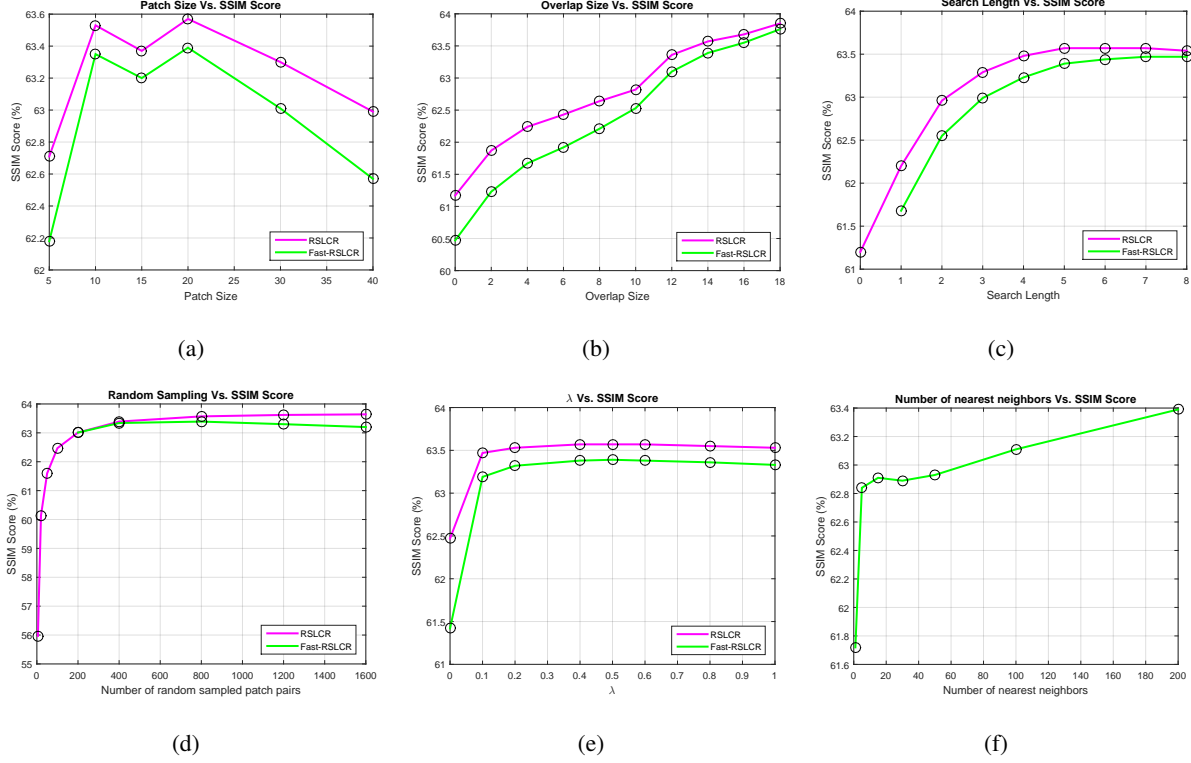 Patch Size Vs. SSIM Score
63.6
63.4
63.2
63
62.8
62.6
62.4
62.2
62
SSIM Score (%)
5 10 15 20 25 30 35 40
Patch Size
RSLCR
Fast-RSLCR
(a)
Overlap Size Vs. SSIM Score
64
63.5
63
62.5
62
61.5
61
60.5
60
SSIM Score (%)
0 2 4 6 8 10 12 14 16 18
Overlap Size
RSLCR
Fast-RSLCR
(b)
Search Length Vs. SSIM Score
64
63.5
63
62.5
62
61.5
61
SSIM Score (%)
0 1 2 3 4 5 6 7 8
Search Length
RSLCR
Fast-RSLCR
(c)
Random Sampling Vs. SSIM Score
64
63
62
61
60
59
58
57
56
55
SSIM Score (%)
0 200 400 600 800 1000 1200 1400 1600
Number of random sampled patch pairs
RSLCR
Fast-RSLCR
(d)
λ Vs. SSIM Score
64
63.5
63
62.5
62
61.5
61
SSIM Score (%)
0 0.1 0.2 0.3 0.4 0.5 0.6 0.7 0.8 0.9 1
λ
RSLCR
Fast-RSLCR
(e)
Number of nearest neighbors Vs. SSIM Score
63.4
63.2
63
62.8
62.6
62.4
62.2
62
61.8
61.6
SSIM Score (%)
0 20 40 60 80 100 120 140 160 180 200
Number of nearest neighbors
(f)